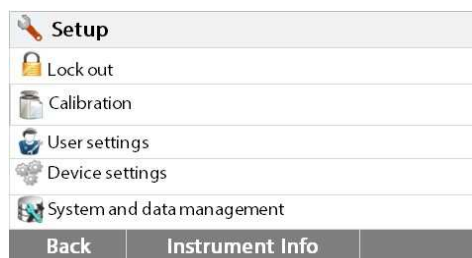 Setup
Lock out
Calibration
User settings
Device settings
System and data management
Back Instrument Info